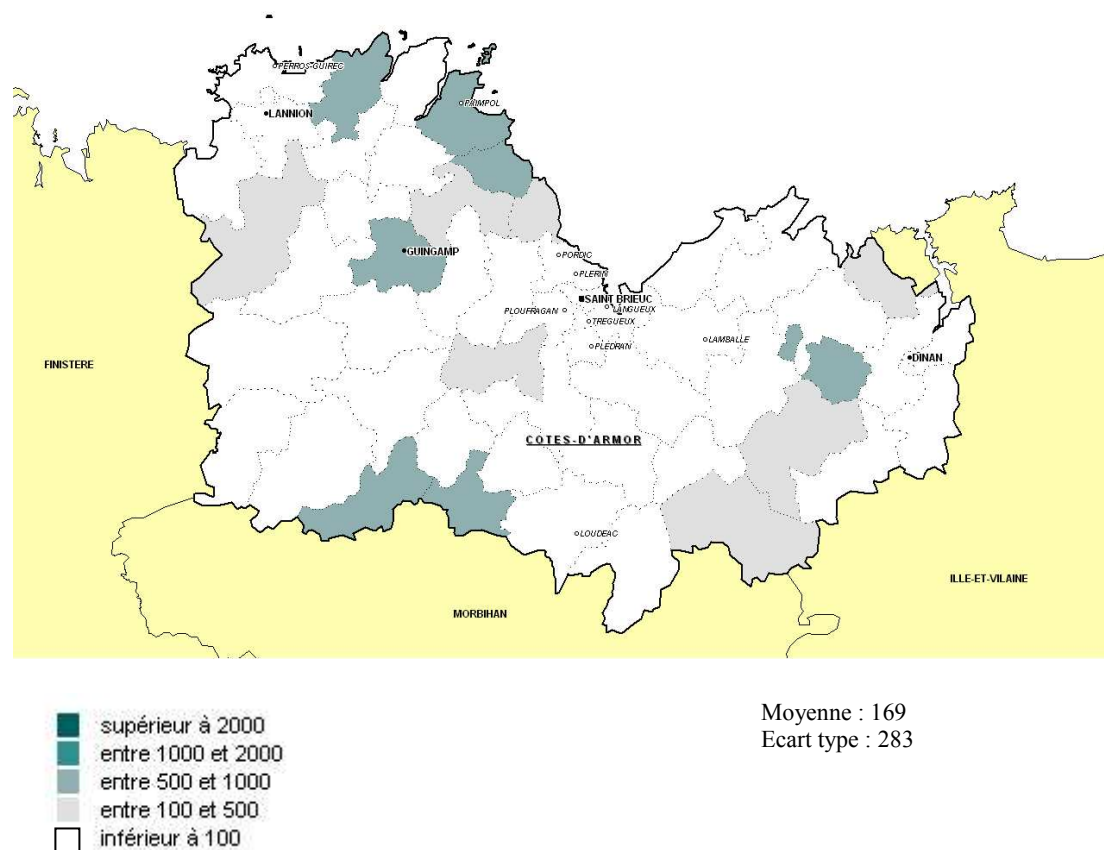 PERROS-GUIREC
PAIMPOL
LANNION
GUINGAMP
PORDIC
PLERIN
SAINT BRIEUC
PLOUFRAGAN
LANGUEUX
TREGUEUX
LAMBALLE
PLEDRAN
DINAN
FINISTERE
COTES-D'ARMOR
LOUDEAC
ILLE-ET-VILAINE
MORBIHAN
supérieur à 2000
entre 1000 et 2000
entre 500 et 1000
entre 100 et 500
inférieur à 100
Moyenne : 169
Ecart type : 283